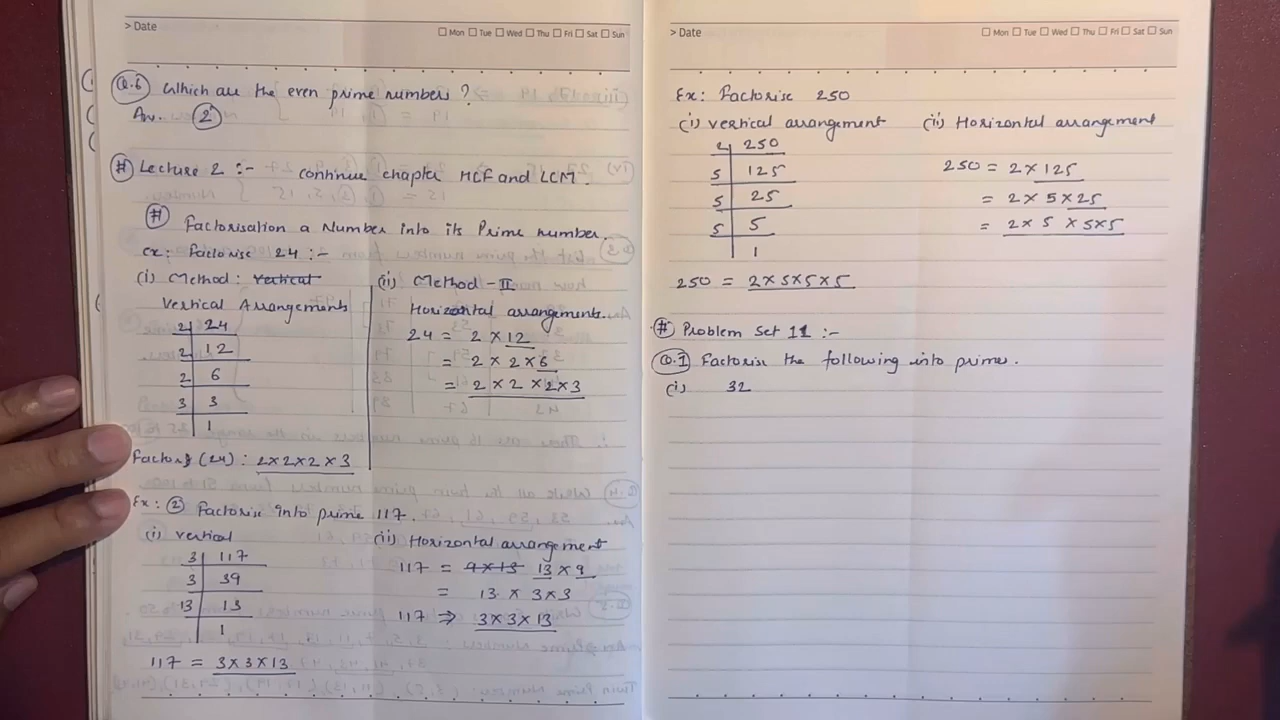 > Date
Mon Tue Wed Thu Fri Sat Sun
Q.6 Which are the even prime numbers ?
Ans. 2
# Lecture 2 :- continue chapter HCF and LCM.
# Factorisation a Number into its Prime number.
ex: Factorise 24 :-
(i) Method : vertical
Vertical Arrangements
2 | 24
2 | 12
2 | 6
3 | 3
1
(ii) Method - II
Horizontal arrangements.
24 = 2 × 12
= 2 × 2 × 6
= 2 × 2 × 2 × 3
Factors (24) : 2×2×2×3
Ex: 2 Factorise into prime 117.
(i) vertical
3 | 117
3 | 39
13 | 13
1
(ii) Horizontal arrangement
117 = 9×13 13 × 9
= 13 × 3×3
117 ⇒ 3×3×13
117 = 3×3×13
> Date
Mon Tue Wed Thu Fri Sat Sun
Ex: Factorise 250
(i) vertical arrangement
2 | 250
5 | 125
5 | 25
5 | 5
1
(ii) Horizontal arrangement
250 = 2 × 125
= 2 × 5 × 25
= 2 × 5 × 5×5
250 = 2×5×5×5
# Problem set 11 :-
Q.1 Factorise the following into prime.
(i) 32